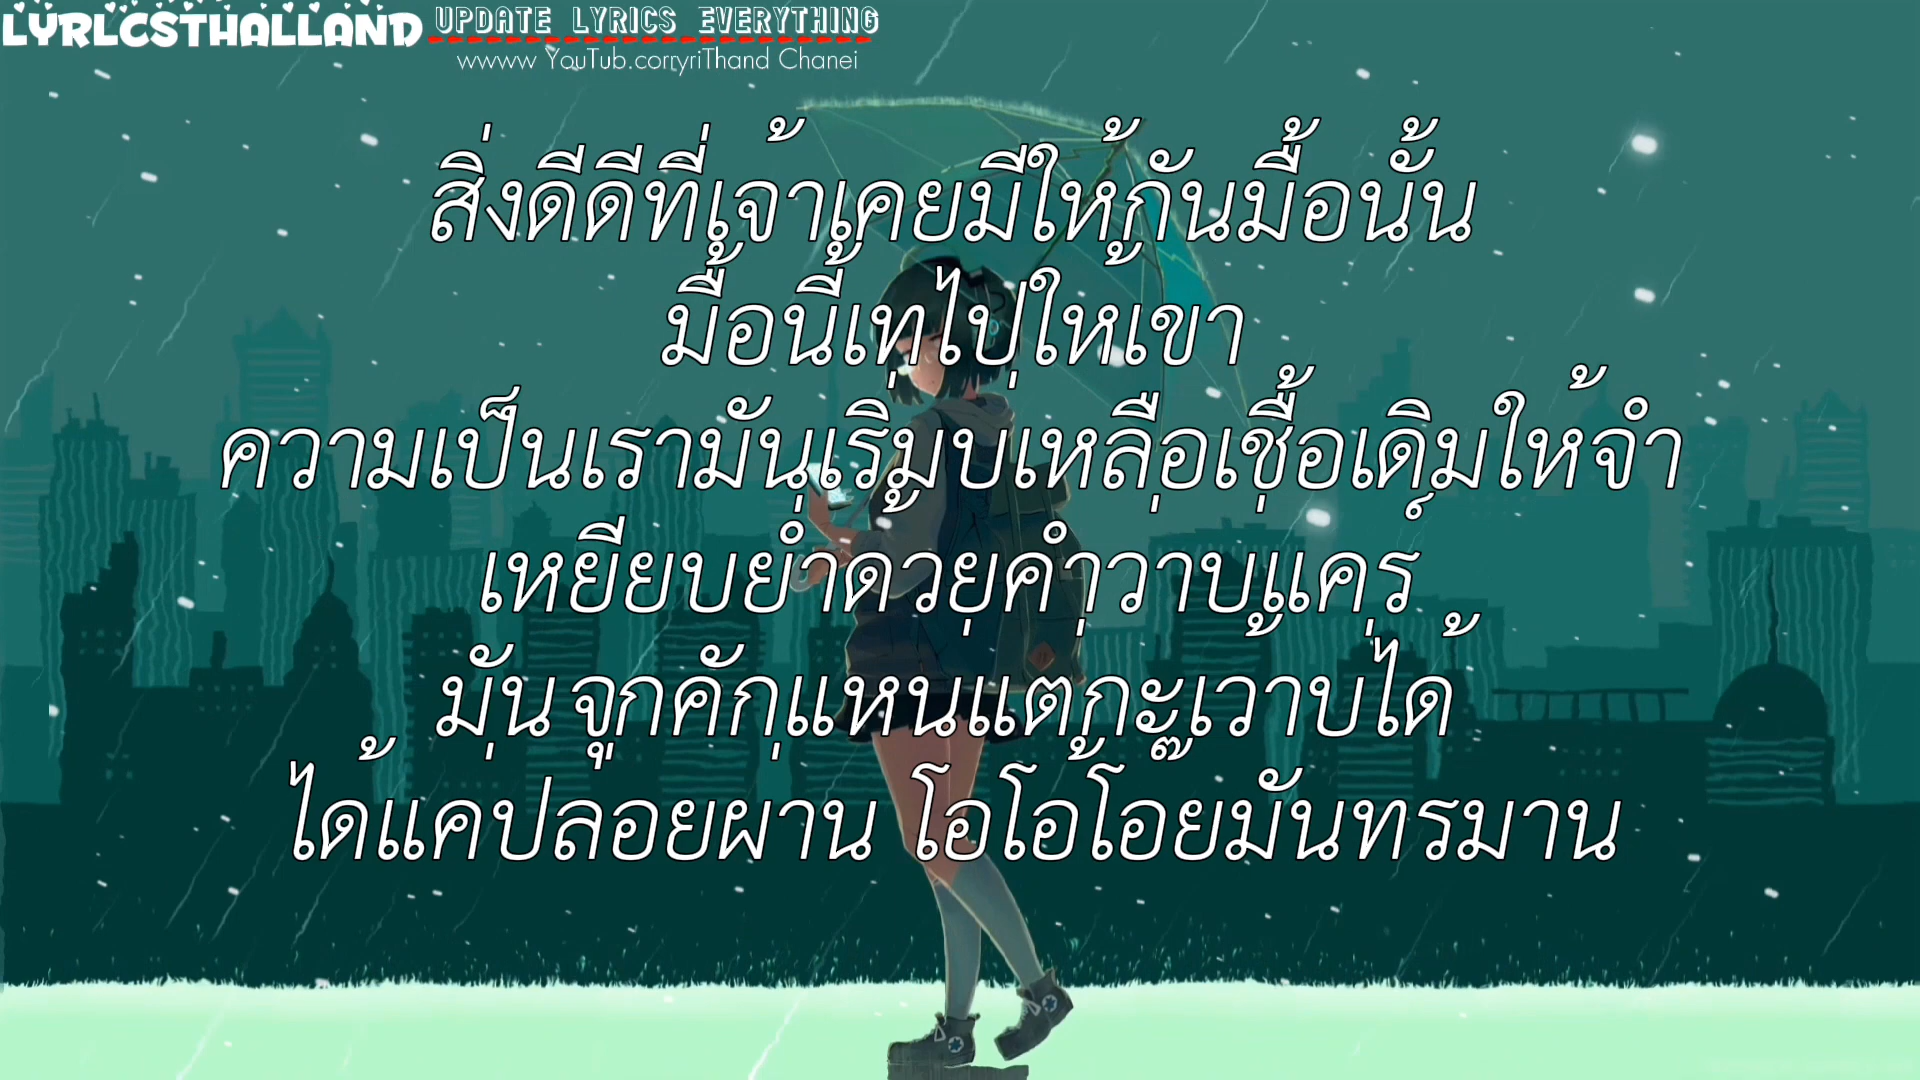 LYRLCSTHALLAND
UPDATE LYRICS EVERYTHING
wwww YouTub.corryriThand Chanei
สิ่งดีดีที่เจ้าเคยมีให้กันมื้อนั้น
มื้อนี้เทไปให้เขา
ความเป็นเรามันเริ่มบ่เหลือเชื้อเดิมให้จำ
เหยียบย่ำด้วยคำว่าบ่แคร์
มันจุกคักแหน่แต่กะเว้าบ่ได้
ได้แค่ปล่อยผ่าน โอ้โอ๊โอ้ยมันทรมาน